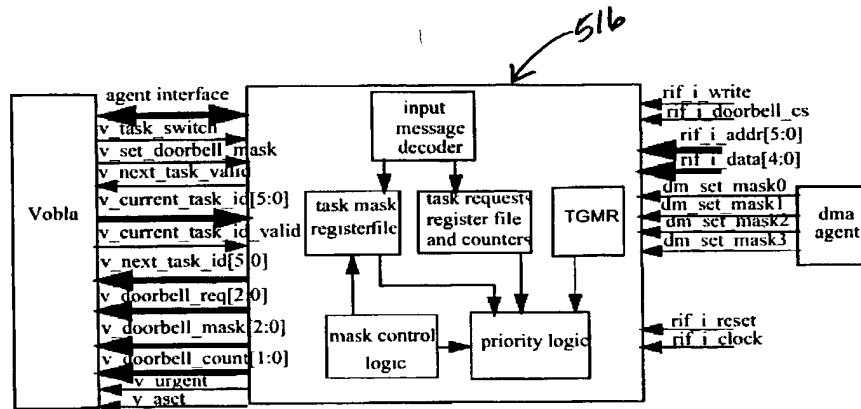 516
Vobla
agent interface
v_task_switch
v_set_doorbell_mask
v_next_task_valid
v_current_task_id[5:0]
v_current_task_id_valid
v_next_task_id[5:0]
v_doorbell_req[2:0]
v_doorbell_mask[2:0]
v_doorbell_count[1:0]
v_urgent
v_aset
input
message
decoder
task mask
registerfile
task requests
register file
and counters
TGMR
mask control
logic
priority logic
rif_i_write
rif_i_doorbell_cs
rif_i_addr[5:0]
rif_i_data[4:0]
dm_set_mask0
dm_set_mask1
dm_set_mask2
dm_set_mask3
rif_i_reset
rif_i_clock
dma
agent